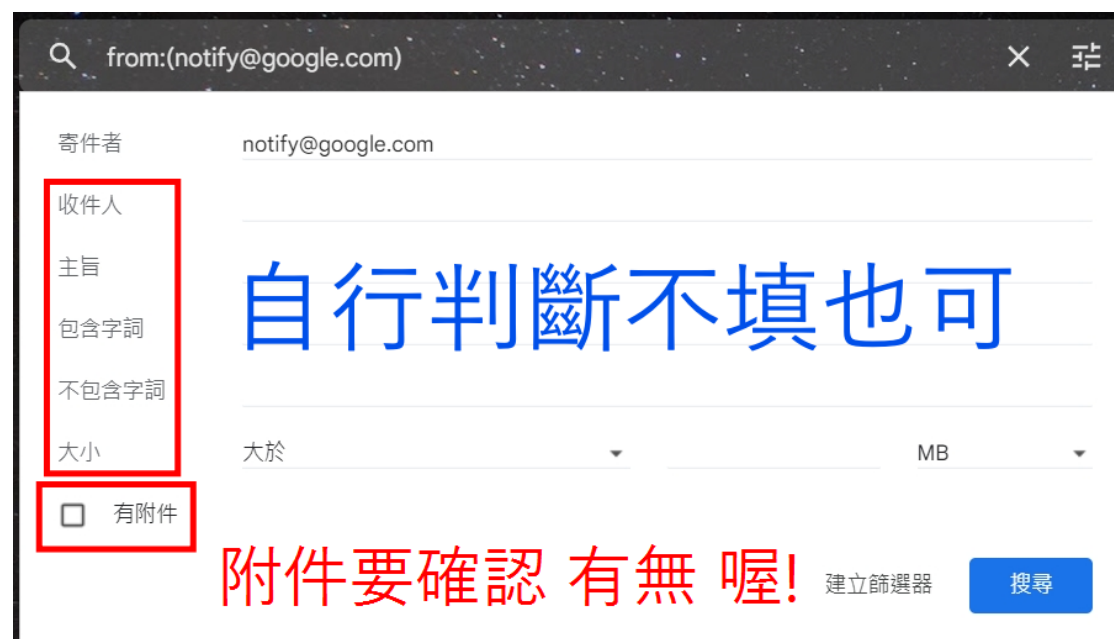 from:(notify@google.com)
寄件者 notify@google.com
收件人
主旨
自行判斷不填也可
包含字詞
不包含字詞
大小 大於 MB
有附件
附件要確認 有無 喔!
建立篩選器 搜尋